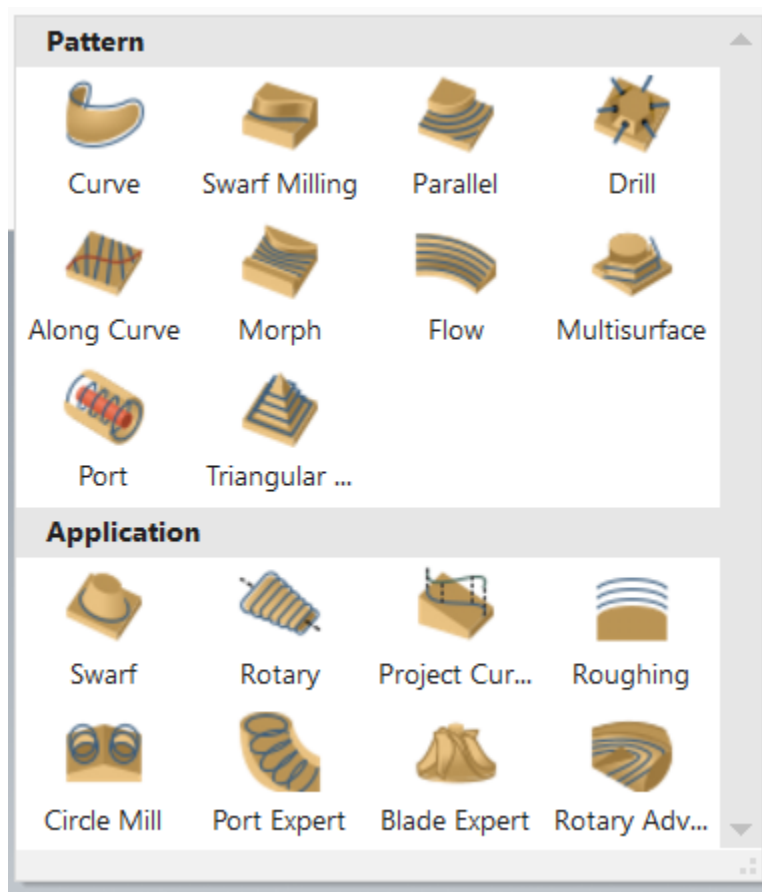 Pattern
Curve Swarf Milling Parallel Drill
Along Curve Morph Flow Multisurface
Port Triangular ...
Application
Swarf Rotary Project Cur... Roughing
Circle Mill Port Expert Blade Expert Rotary Adv...